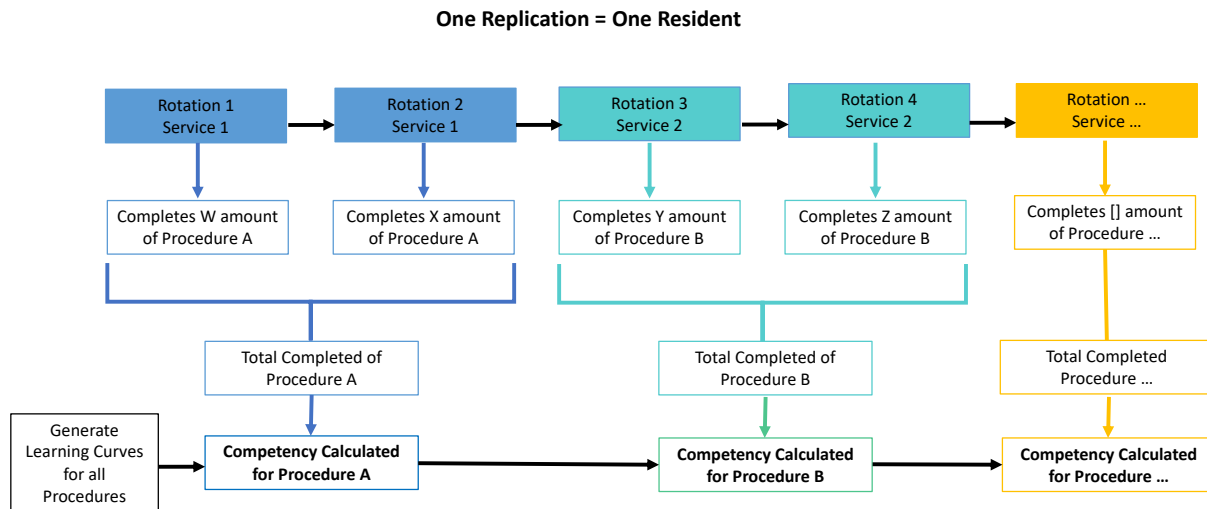 One Replication = One Resident
Rotation 1
Service 1
Rotation 2
Service 1
Rotation 3
Service 2
Rotation 4
Service 2
Rotation ...
Service ...
Completes W amount
of Procedure A
Completes X amount
of Procedure A
Completes Y amount
of Procedure B
Completes Z amount
of Procedure B
Completes [] amount
of Procedure ...
Total Completed of
Procedure A
Total Completed of
Procedure B
Total Completed
Procedure ...
Generate
Learning Curves
for all
Procedures
Competency Calculated
for Procedure A
Competency Calculated
for Procedure B
Competency Calculated
for Procedure ...